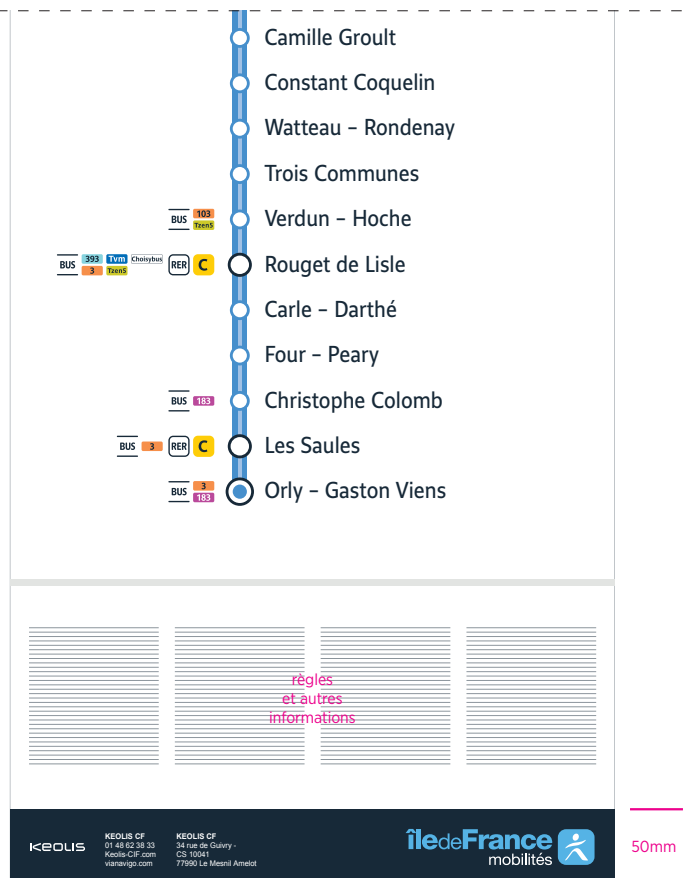 Camille Groult
Constant Coquelin
Watteau – Rondenay
Trois Communes
BUS 103 Verdun – Hoche
Tzen5
BUS 393 Tvm Choisybus RER C Rouget de Lisle
3 Tzen5
Carle – Darthé
Four – Peary
BUS 183 Christophe Colomb
BUS 3 RER C Les Saules
BUS 3 Orly – Gaston Viens
183
règles
et autres
informations
KEOLIS
KEOLIS CF
01 48 62 38 33
Keolis-CIF.com
vianavigo.com
KEOLIS CF
34 rue de Guivry -
CS 10041
77990 Le Mesnil Amelot
îledeFrance
mobilités
50mm